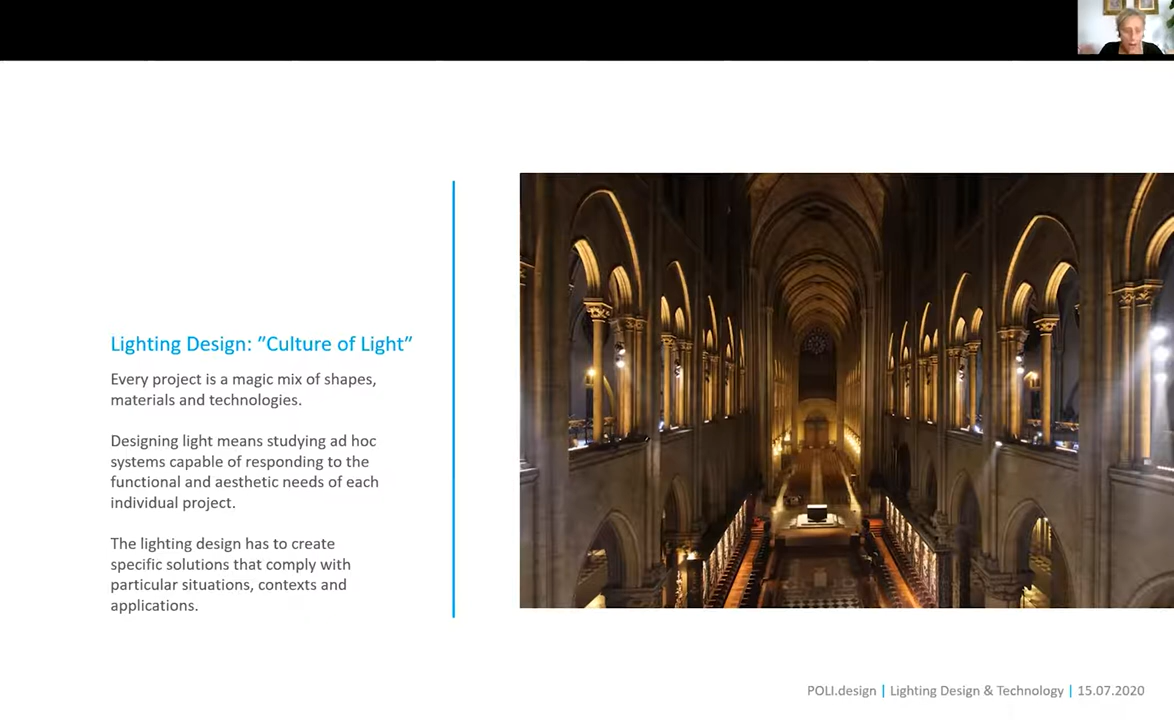 Lighting Design: ”Culture of Light”
Every project is a magic mix of shapes,
materials and technologies.
Designing light means studying ad hoc
systems capable of responding to the
functional and aesthetic needs of each
individual project.
The lighting design has to create
specific solutions that comply with
particular situations, contexts and
applications.
POLI.design | Lighting Design & Technology | 15.07.2020